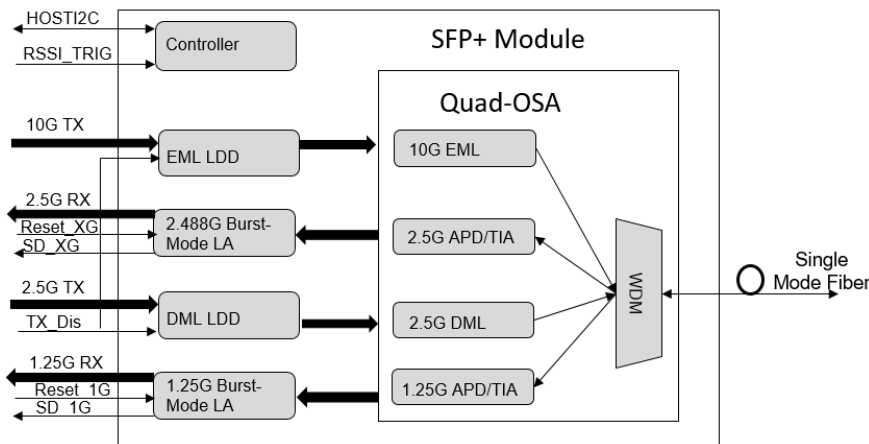 HOSTI2C
RSSI_TRIG
Controller
SFP+ Module
Quad-OSA
10G TX
EML LDD
10G EML
2.5G RX
Reset_XG
SD_XG
2.488G Burst-
Mode LA
2.5G APD/TIA
WDM
Single
Mode Fiber
2.5G TX
TX_Dis
DML LDD
2.5G DML
1.25G RX
Reset_1G
SD_1G
1.25G Burst-
Mode LA
1.25G APD/TIA